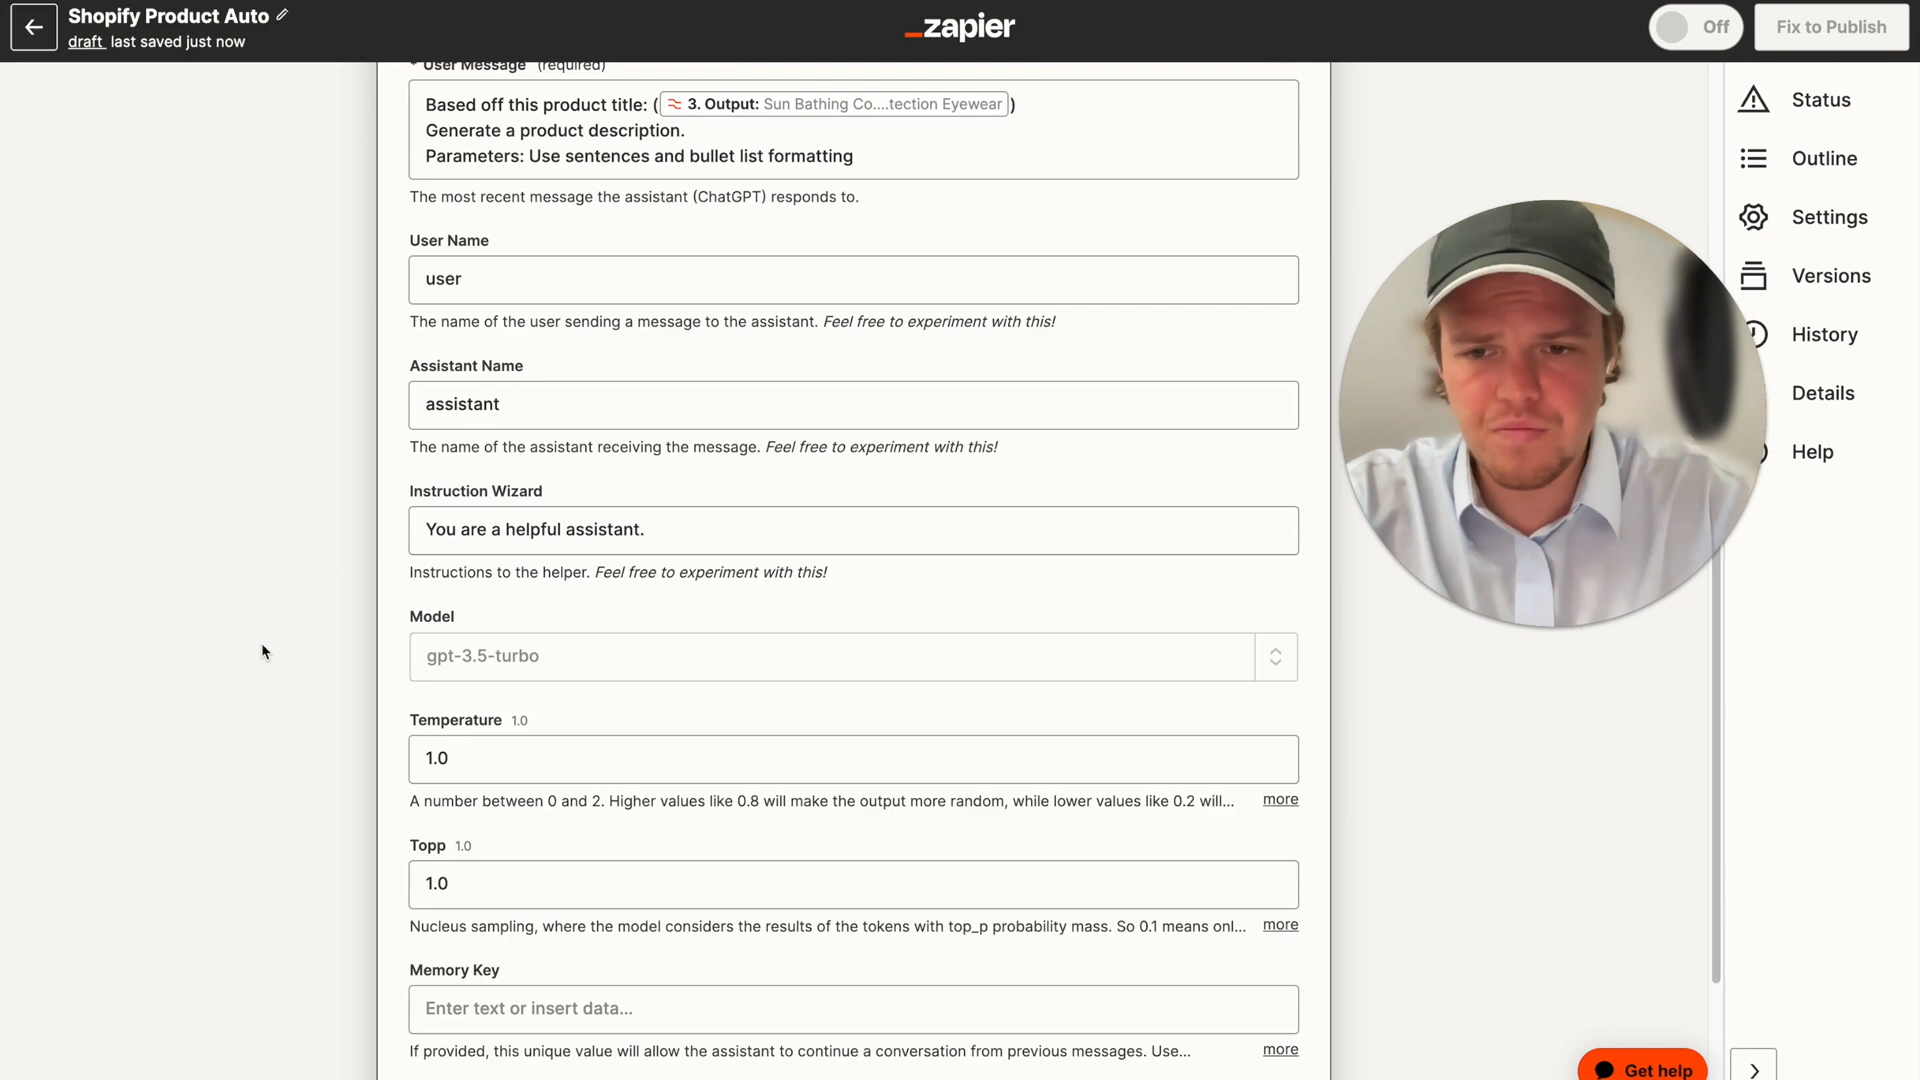 Shopify Product Auto
draft last saved just now
zapier
Off
Fix to Publish
* User Message (required)
Based off this product title: ( 3. Output: Sun Bathing Co....tection Eyewear )
Generate a product description.
Parameters: Use sentences and bullet list formatting
The most recent message the assistant (ChatGPT) responds to.
User Name
user
The name of the user sending a message to the assistant. Feel free to experiment with this!
Assistant Name
assistant
The name of the assistant receiving the message. Feel free to experiment with this!
Instruction Wizard
You are a helpful assistant.
Instructions to the helper. Feel free to experiment with this!
Model
gpt-3.5-turbo
Temperature 1.0
1.0
A number between 0 and 2. Higher values like 0.8 will make the output more random, while lower values like 0.2 will... more
Topp 1.0
1.0
Nucleus sampling, where the model considers the results of the tokens with top_p probability mass. So 0.1 means onl... more
Memory Key
Enter text or insert data...
If provided, this unique value will allow the assistant to continue a conversation from previous messages. Use... more
Status
Outline
Settings
Versions
History
Details
Help
Get help